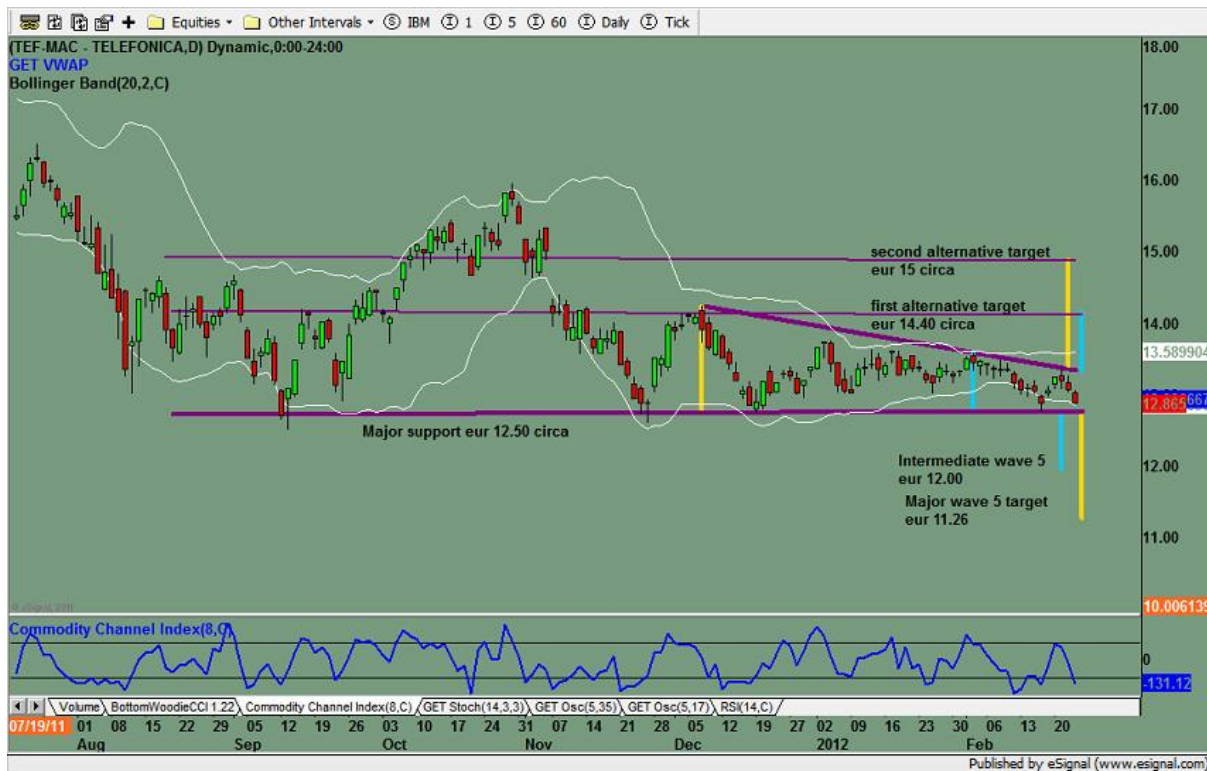 Equities Other Intervals IBM 1 5 60 Daily Tick
(TEF-MAC - TELEFONICA,D) Dynamic,0:00-24:00
GET VWAP
Bollinger Band(20,2,C)
18.00
17.00
16.00
15.00
second alternative target
eur 15 circa
first alternative target
eur 14.40 circa
14.00
13.589904
12.865
Major support eur 12.50 circa
12.00
Intermediate wave 5
eur 12.00
Major wave 5 target
eur 11.26
11.00
10.006139
Commodity Channel Index(8,C)
0
-131.12
Volume BottomWoodieCCI 1.22 Commodity Channel Index(8,C) GET Stoch(14,3,3) GET Osc(5,35) GET Osc(5,17) RSI(14,C)
07/19/11 01 08 15 22 29 05 12 19 26 03 10 17 24 31 07 14 21 28 05 12 19 27 02 09 16 23 30 06 13 20
Aug Sep Oct Nov Dec 2012 Feb
Published by eSignal (www.esignal.com)